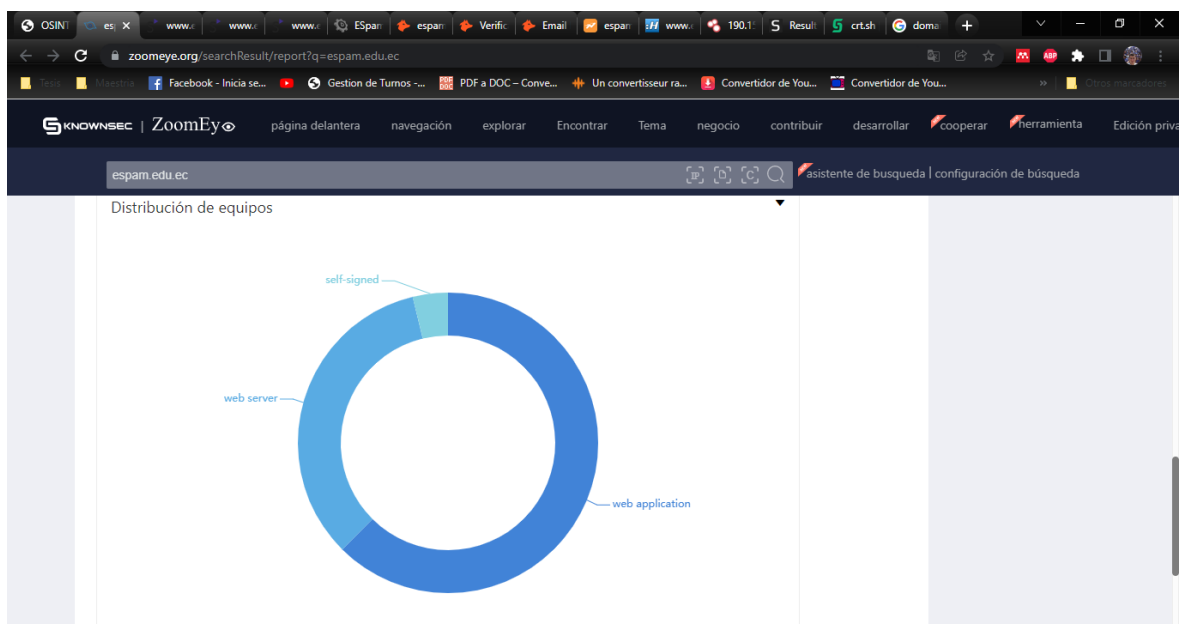 OSINT es www.e www.e www.e ESpan espam Verific Email espan www.e 190.1 Result crt.sh doma
zoomeye.org/searchResult/report?q=espam.edu.ec
Tesis Maestria Facebook - Inicia se... Gestion de Turnos -... PDF a DOC – Conve... Un convertisseur ra... Convertidor de You... Convertidor de You... » Otros marcadores
KNOWNSEC | ZoomEye página delantera navegación explorar Encontrar Tema negocio contribuir desarrollar cooperar herramienta Edición priva
espam.edu.ec asistente de busqueda | configuración de búsqueda
Distribución de equipos
self-signed
web server
web application